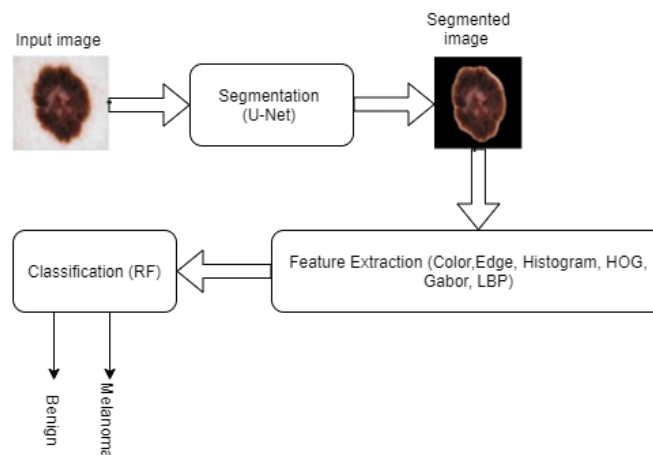 Input image
Segmentation
(U-Net)
Segmented
image
Feature Extraction (Color,Edge, Histogram, HOG,
Gabor, LBP)
Classification (RF)
Benign
Melanoma